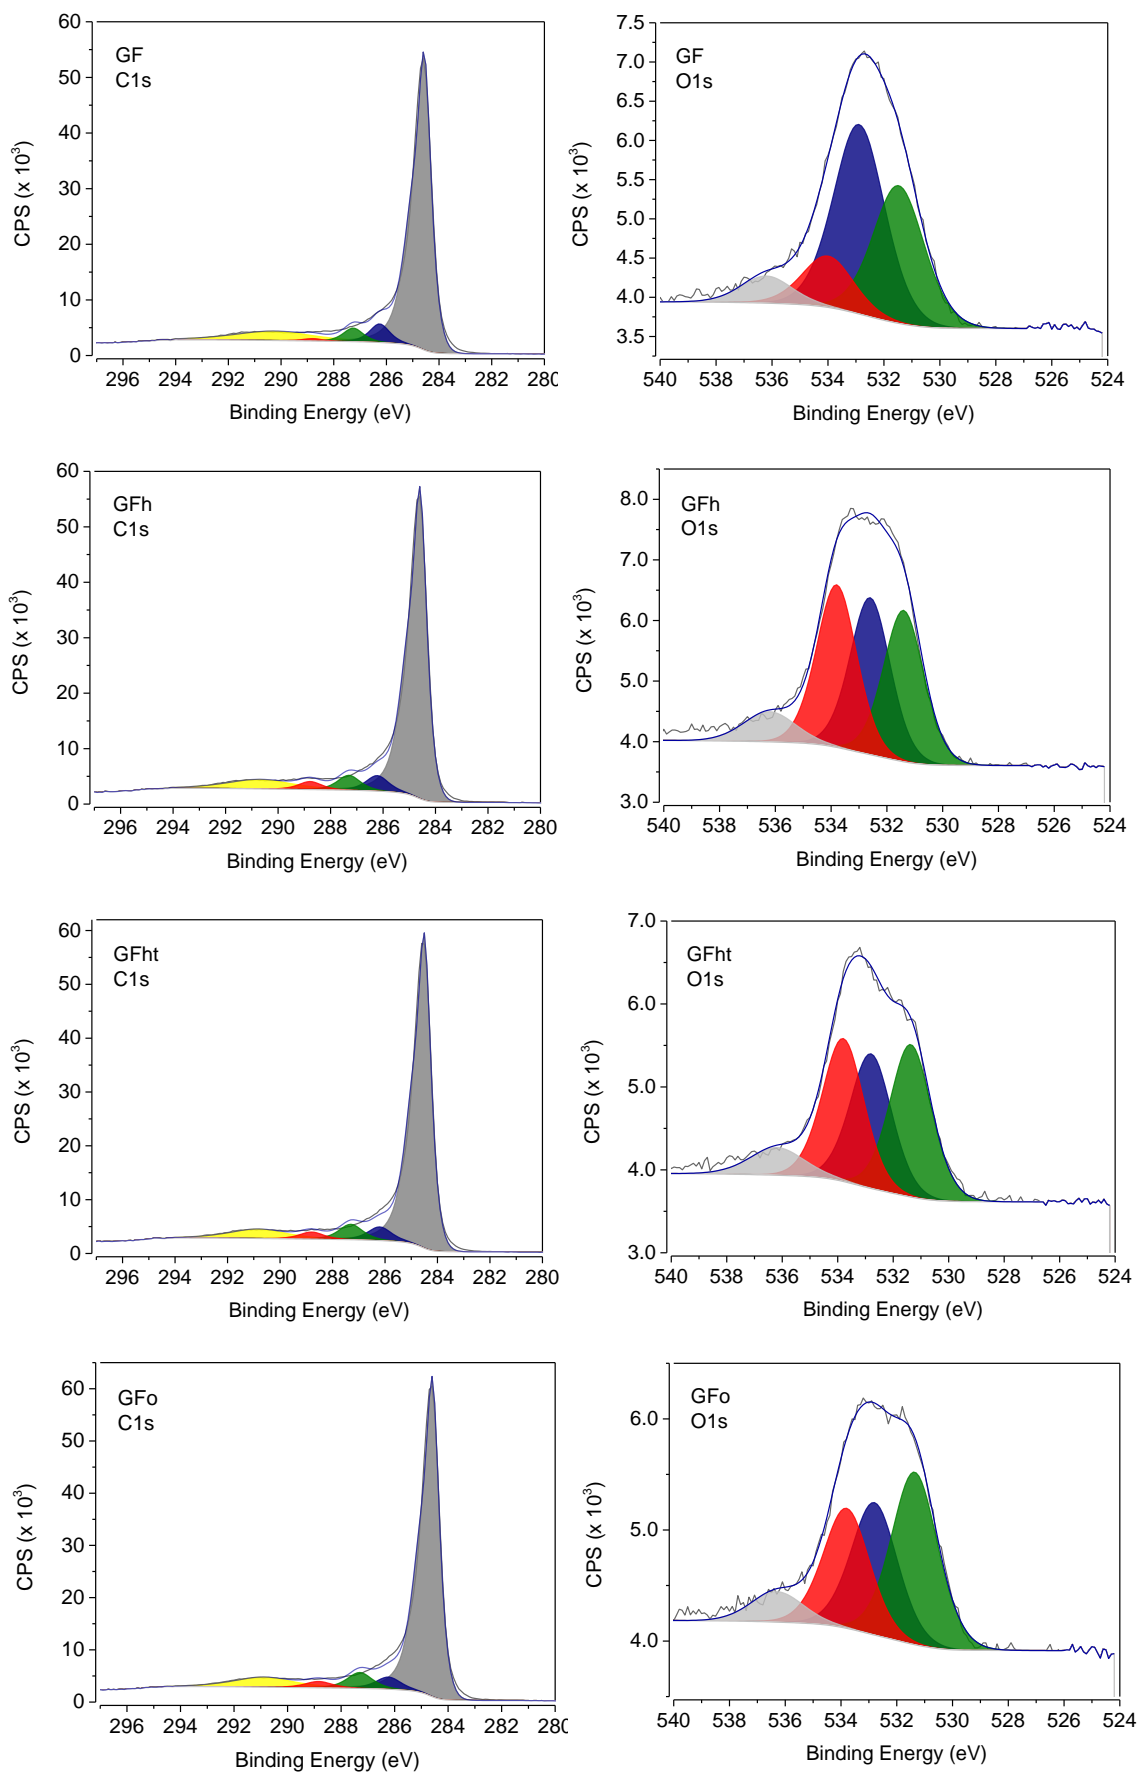 60
50
40
30
20
10
0
CPS (x 10³)
GF
C1s
296 294 292 290 288 286 284 282 280
Binding Energy (eV)
7.5
7.0
6.5
6.0
5.5
5.0
4.5
4.0
3.5
CPS (x 10³)
GF
O1s
540 538 536 534 532 530 528 526 524
Binding Energy (eV)
60
50
40
30
20
10
0
CPS (x 10³)
GFh
C1s
296 294 292 290 288 286 284 282 280
Binding Energy (eV)
8.0
7.0
6.0
5.0
4.0
3.0
CPS (x 10³)
GFh
O1s
540 538 536 534 532 530 528 526 524
Binding Energy (eV)
60
50
40
30
20
10
0
CPS (x 10³)
GFht
C1s
296 294 292 290 288 286 284 282 280
Binding Energy (eV)
7.0
6.0
5.0
4.0
3.0
CPS (x 10³)
GFht
O1s
540 538 536 534 532 530 528 526 524
Binding Energy (eV)
60
50
40
30
20
10
0
CPS (x 10³)
GFo
C1s
296 294 292 290 288 286 284 282 280
Binding Energy (eV)
6.0
5.0
4.0
CPS (x 10³)
GFo
O1s
540 538 536 534 532 530 528 526 524
Binding Energy (eV)